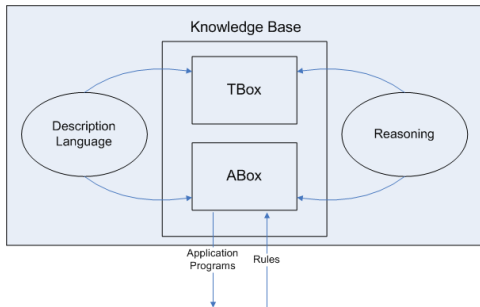 Knowledge Base
TBox
Description
Language
Reasoning
ABox
Application
Programs
Rules